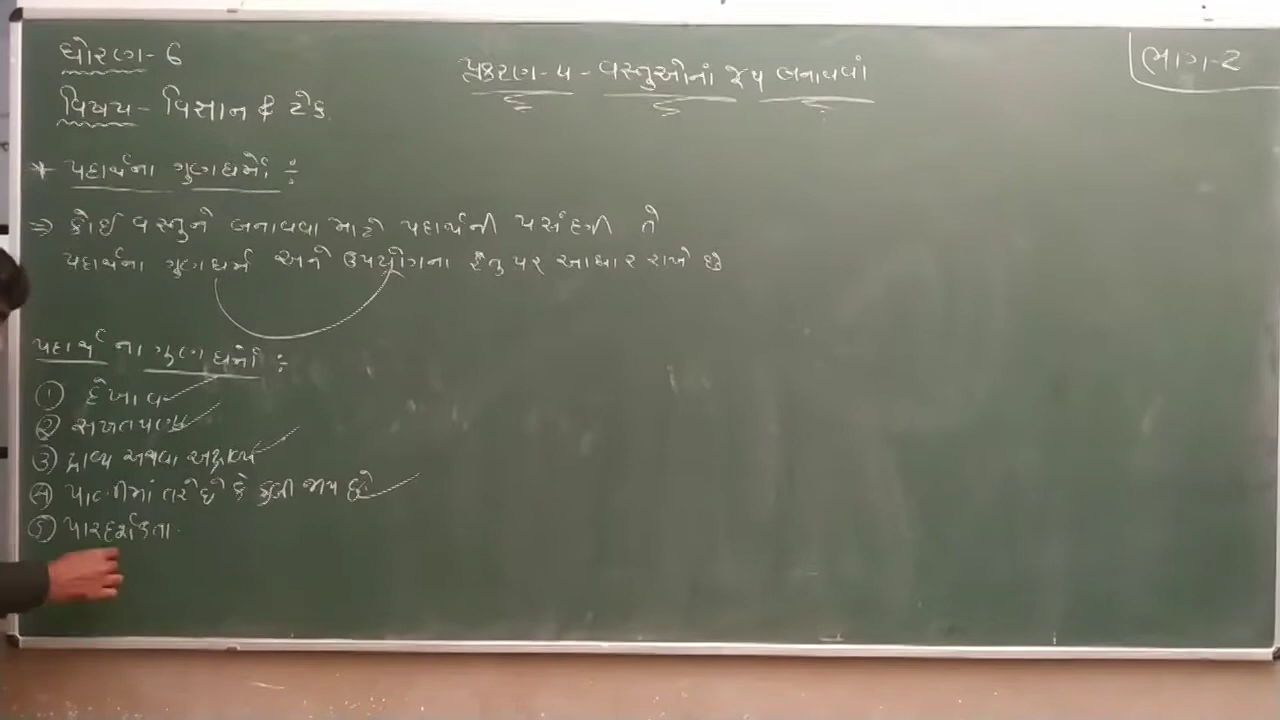 ધોરણ-6
પ્રકરણ-4 - વસ્તુઓનાં જૂથ બનાવવાં
ભાગ-2
વિષય - વિજ્ઞાન & ટેક.
* પદાર્થના ગુણધર્મો ÷
⇒ કોઈ વસ્તુને બનાવવા માટે પદાર્થની પસંદગી તે
પદાર્થના ગુણધર્મ અને ઉપયોગના હેતુ પર આધાર રાખે છે
પદાર્થ ના ગુણ ધર્મો ÷
① દેખાવ
② સખતપણુ
③ દ્રાવ્ય અથવા અદ્રાવ્ય
④ પાણીમાં તરે છે કે ડૂબી જાય છે
⑤ પારદર્શકતા